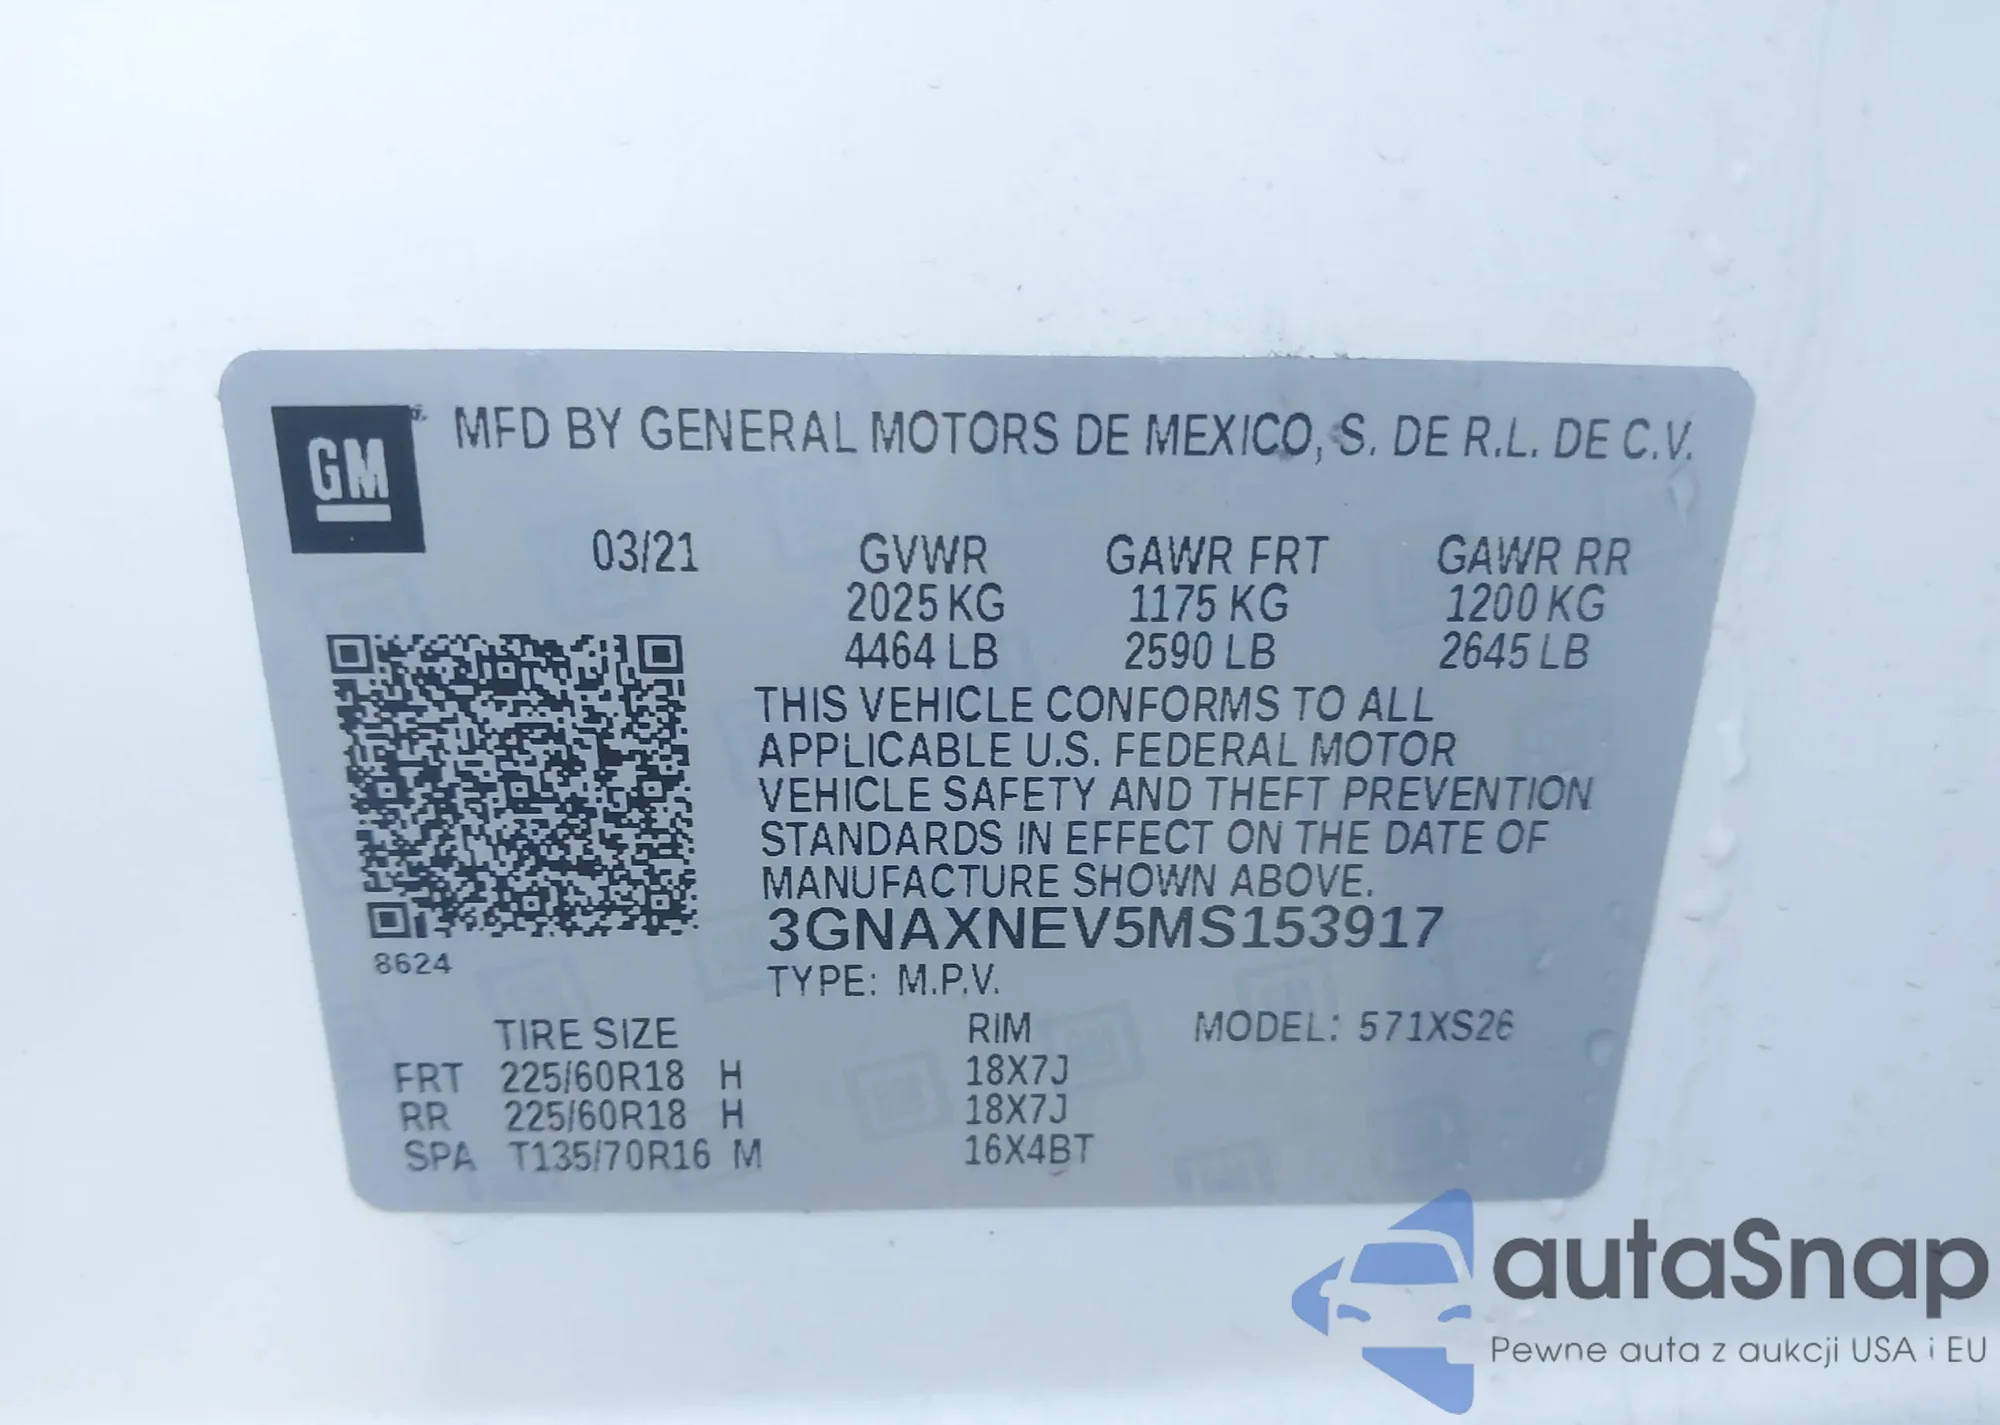 GM
MFD BY GENERAL MOTORS DE MEXICO, S. DE R.L. DE C.V.
03/21 GVWR GAWR FRT GAWR RR
2025 KG 1175 KG 1200 KG
4464 LB 2590 LB 2645 LB
THIS VEHICLE CONFORMS TO ALL
APPLICABLE U.S. FEDERAL MOTOR
VEHICLE SAFETY AND THEFT PREVENTION
STANDARDS IN EFFECT ON THE DATE OF
MANUFACTURE SHOWN ABOVE.
3GNAXNEV5MS153917
8624
TYPE: M.P.V.
TIRE SIZE RIM MODEL: 571XS26
FRT 225/60R18 H 18X7J
RR 225/60R18 H 18X7J
SPA T135/70R16 M 16X4BT
autaSnap
Pewne auta z aukcji USA i EU